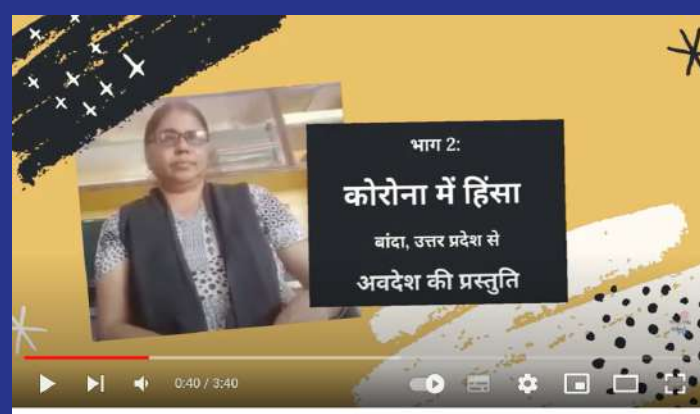 भाग 2:
कोरोना में हिंसा
बांदा, उत्तर प्रदेश से
अवदेश की प्रस्तुति
0:40 / 3:40